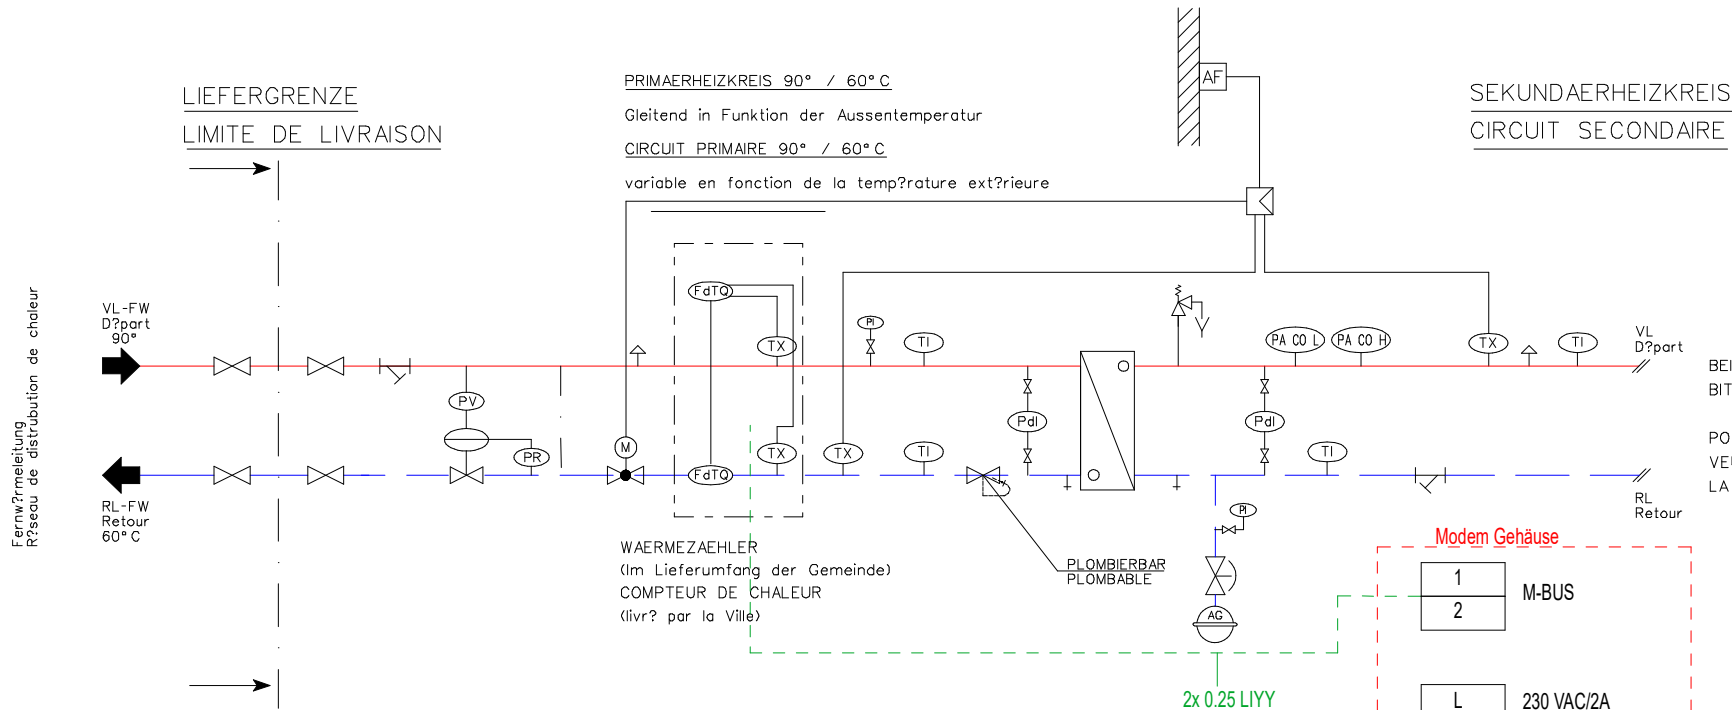 LIEFERGRENZE
LIMITE DE LIVRAISON
PRIMAERHEIZKREIS 90° / 60°C
Gleitend in Funktion der Aussentemperatur
CIRCUIT PRIMAIRE 90° / 60°C
variable en fonction de la temp?rature ext?rieure
AF
SEKUNDAERHEIZKREIS
CIRCUIT SECONDAIRE
Fernw?rmeleitung
R?seau de distrubution de chaleur
VL-FW
D?part
90°
FdTQ
TX
PI
TI
PA CO L
PA CO H
TX
TI
VL
D?part
BEI
BIT
PV
PdI
PdI
PR
M
FdTQ
TX
TX
TI
TI
PO
VEI
LA
RL-FW
Retour
60°C
RL
Retour
PI
WAERMEZAEHLER
(Im Lieferumfang der Gemeinde)
COMPTEUR DE CHALEUR
(livr? par la Ville)
PLOMBIERBAR
PLOMBABLE
AG
Modem Gehäuse
1
2
M-BUS
2x 0.25 LIYY
L
230 VAC/2A